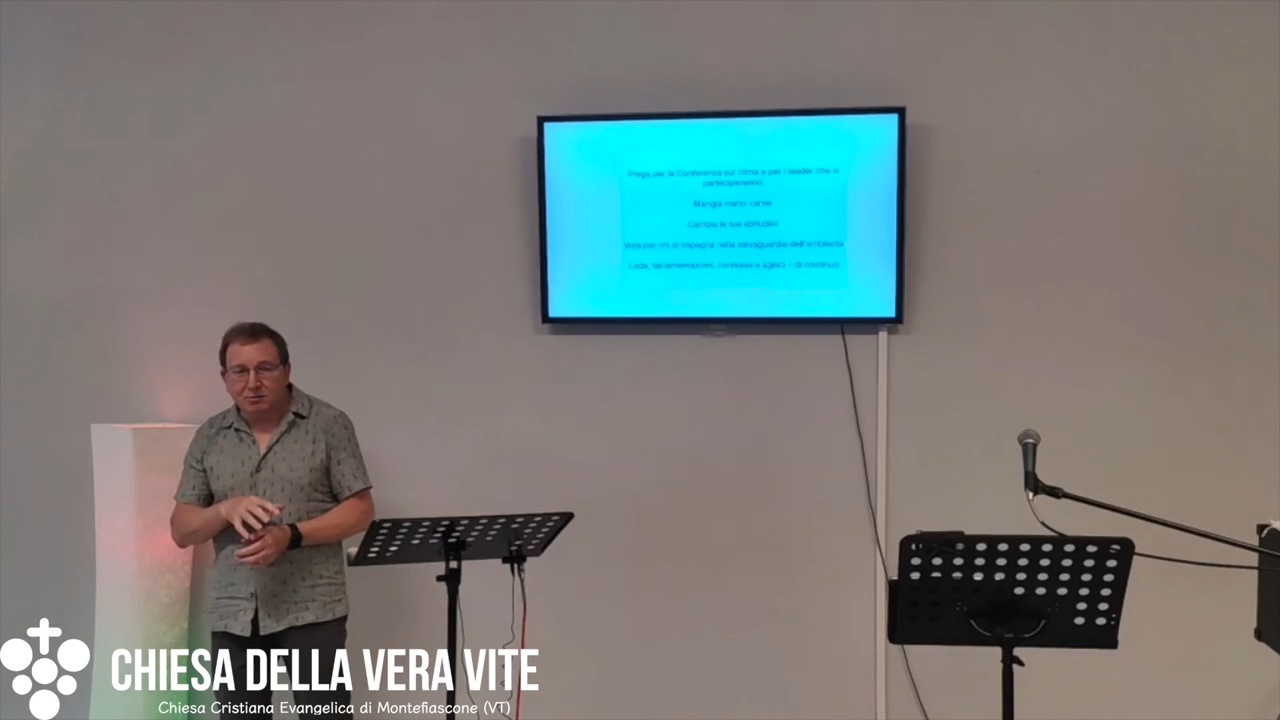 Prega per la Conferenza sul clima e per i leader che vi
parteciperanno
Mangia meno carne
Cambia le tue abitudini
Vota per chi si impegna nella salvaguardia dell'ambiente
Loda, fai lamentazioni, confessa e agisci – di continuo
CHIESA DELLA VERA VITE
Chiesa Cristiana Evangelica di Montefiascone (VT)